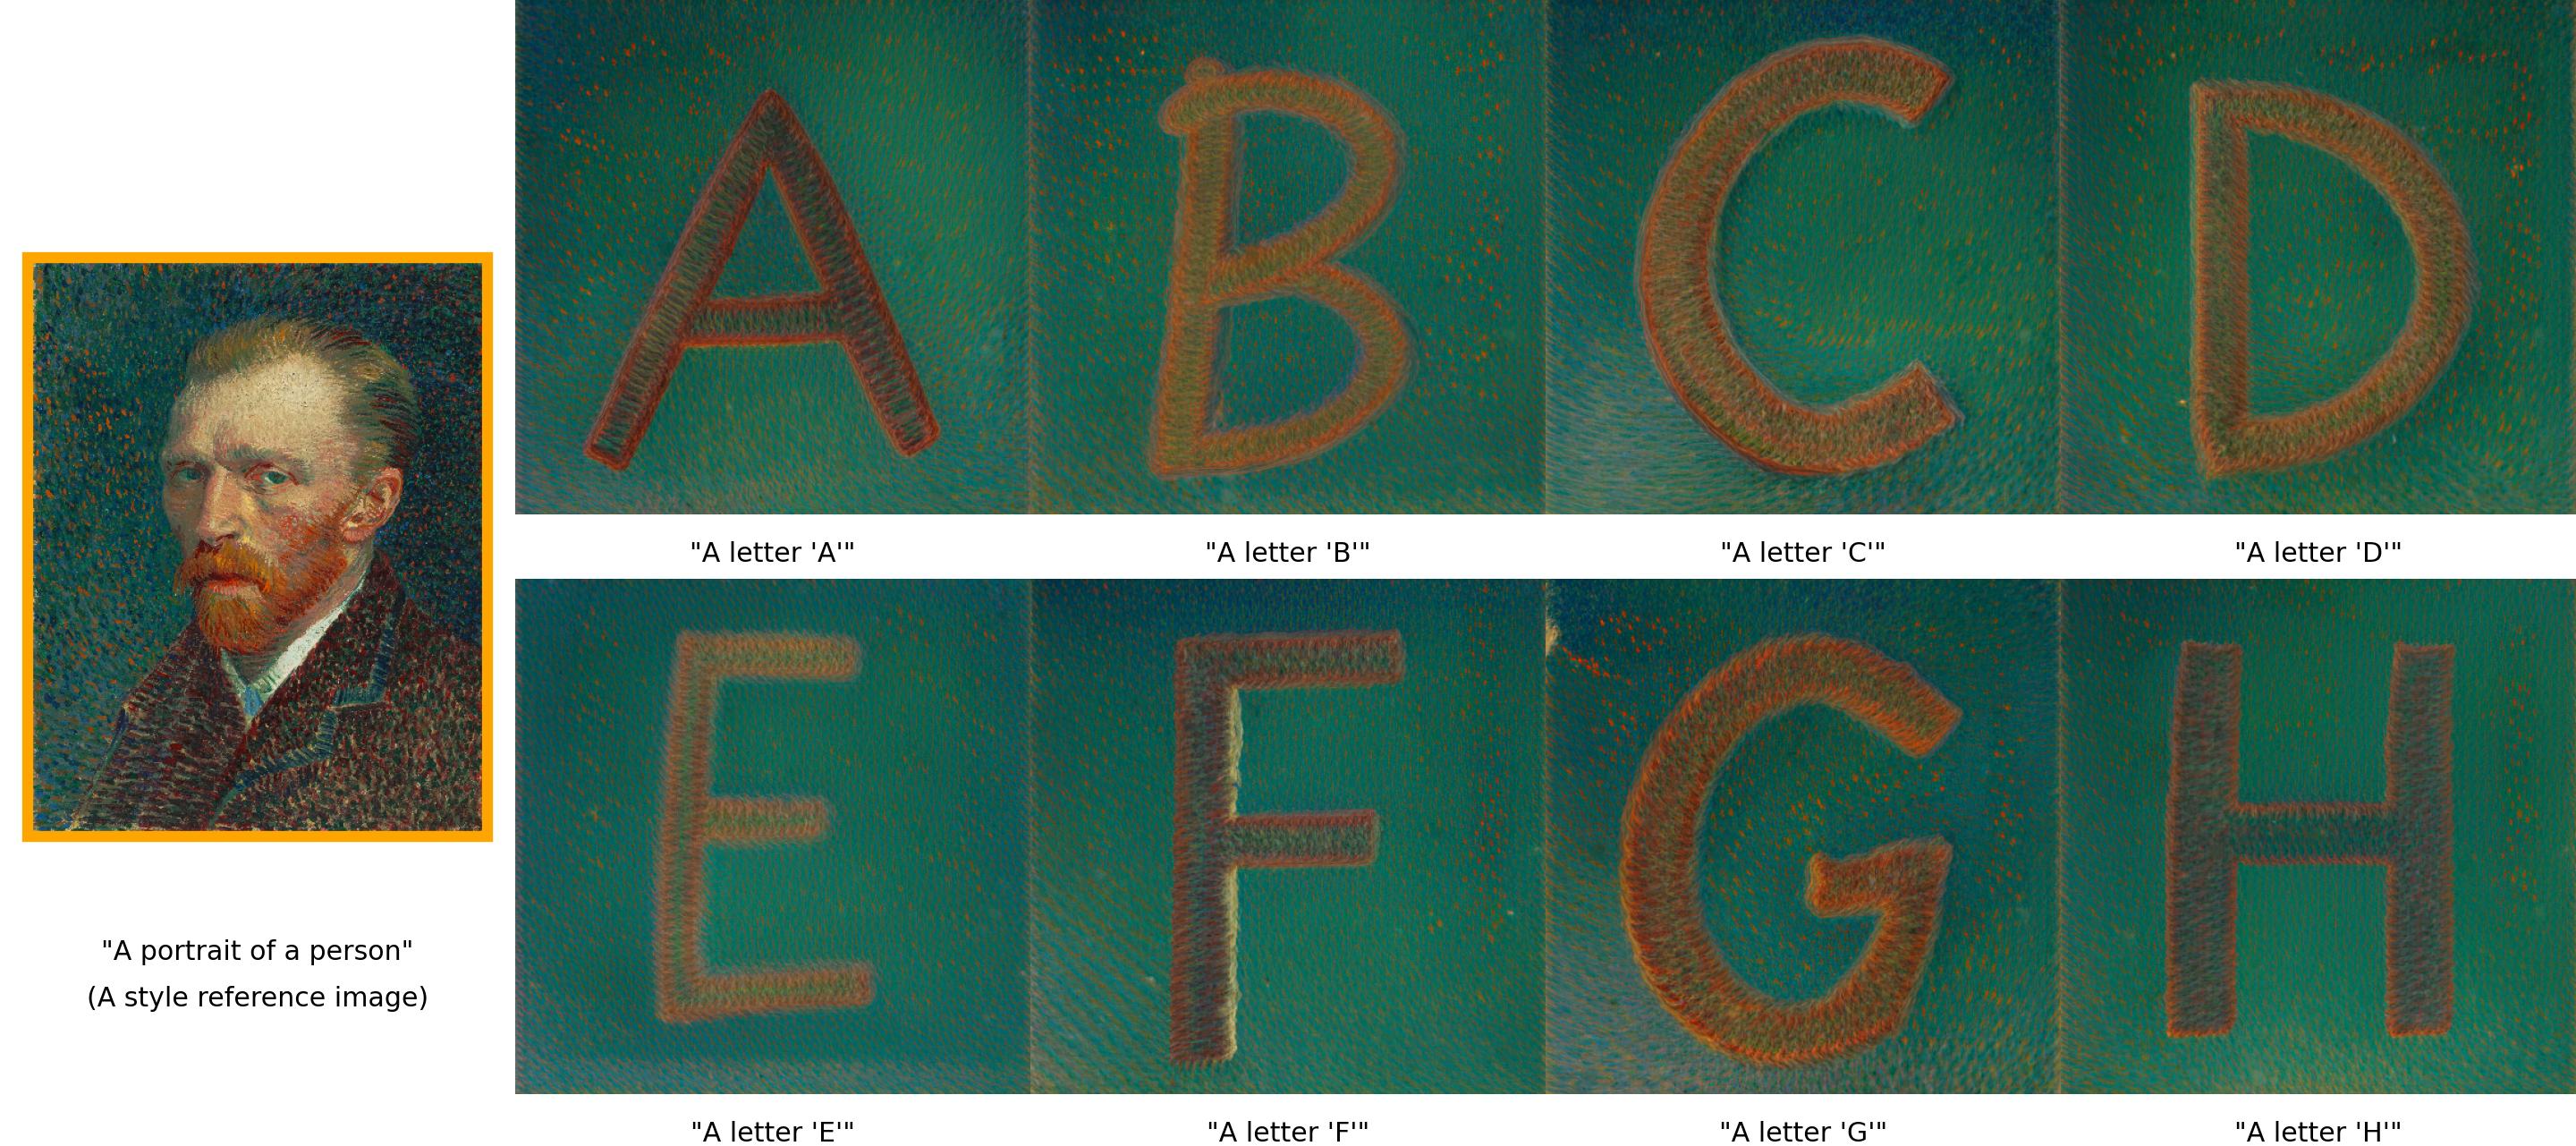 A
B
C
D
"A letter 'A'"
"A letter 'B'"
"A letter 'C'"
"A letter 'D'"
E
F
G
H
"A portrait of a person"
(A style reference image)
"A letter 'E'"
"A letter 'F'"
"A letter 'G'"
"A letter 'H'"